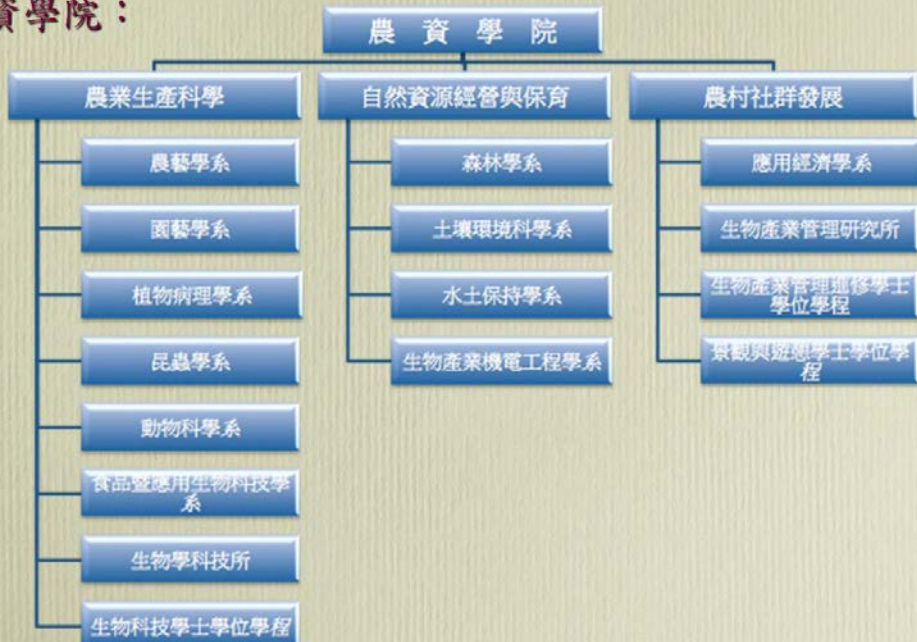 資學院：
農 資 學 院
農業生產科學
農藝學系
園藝學系
植物病理學系
昆蟲學系
動物科學系
食品暨應用生物科技學
系
生物學科技所
生物科技學士學位學程
自然資源經營與保育
森林學系
土壤環境科學系
水土保持學系
生物產業機電工程學系
農村社群發展
應用經濟學系
生物產業管理研究所
生物產業管理進修學士
學位學程
景觀與遊憩學士學位學
程